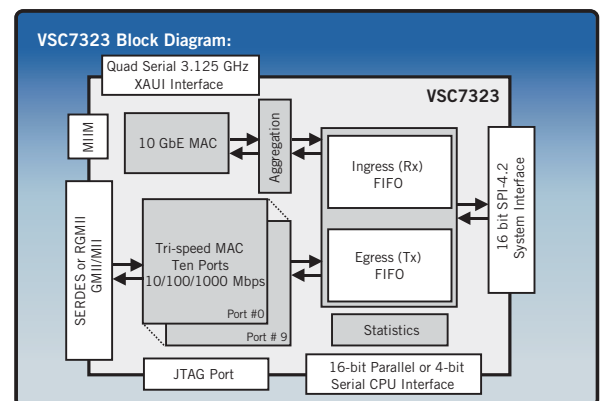 VSC7323 Block Diagram:
Quad Serial 3.125 GHz
XAUI Interface
VSC7323
MIIM
10 GbE MAC
Aggregation
Ingress (Rx)
FIFO
16 bit SPI-4.2
System Interface
SERDES or RGMII
GMII/MII
Tri-speed MAC
Ten Ports
10/100/1000 Mbps
Port #0
Port # 9
Egress (Tx)
FIFO
Statistics
JTAG Port
16-bit Parallel or 4-bit
Serial CPU Interface